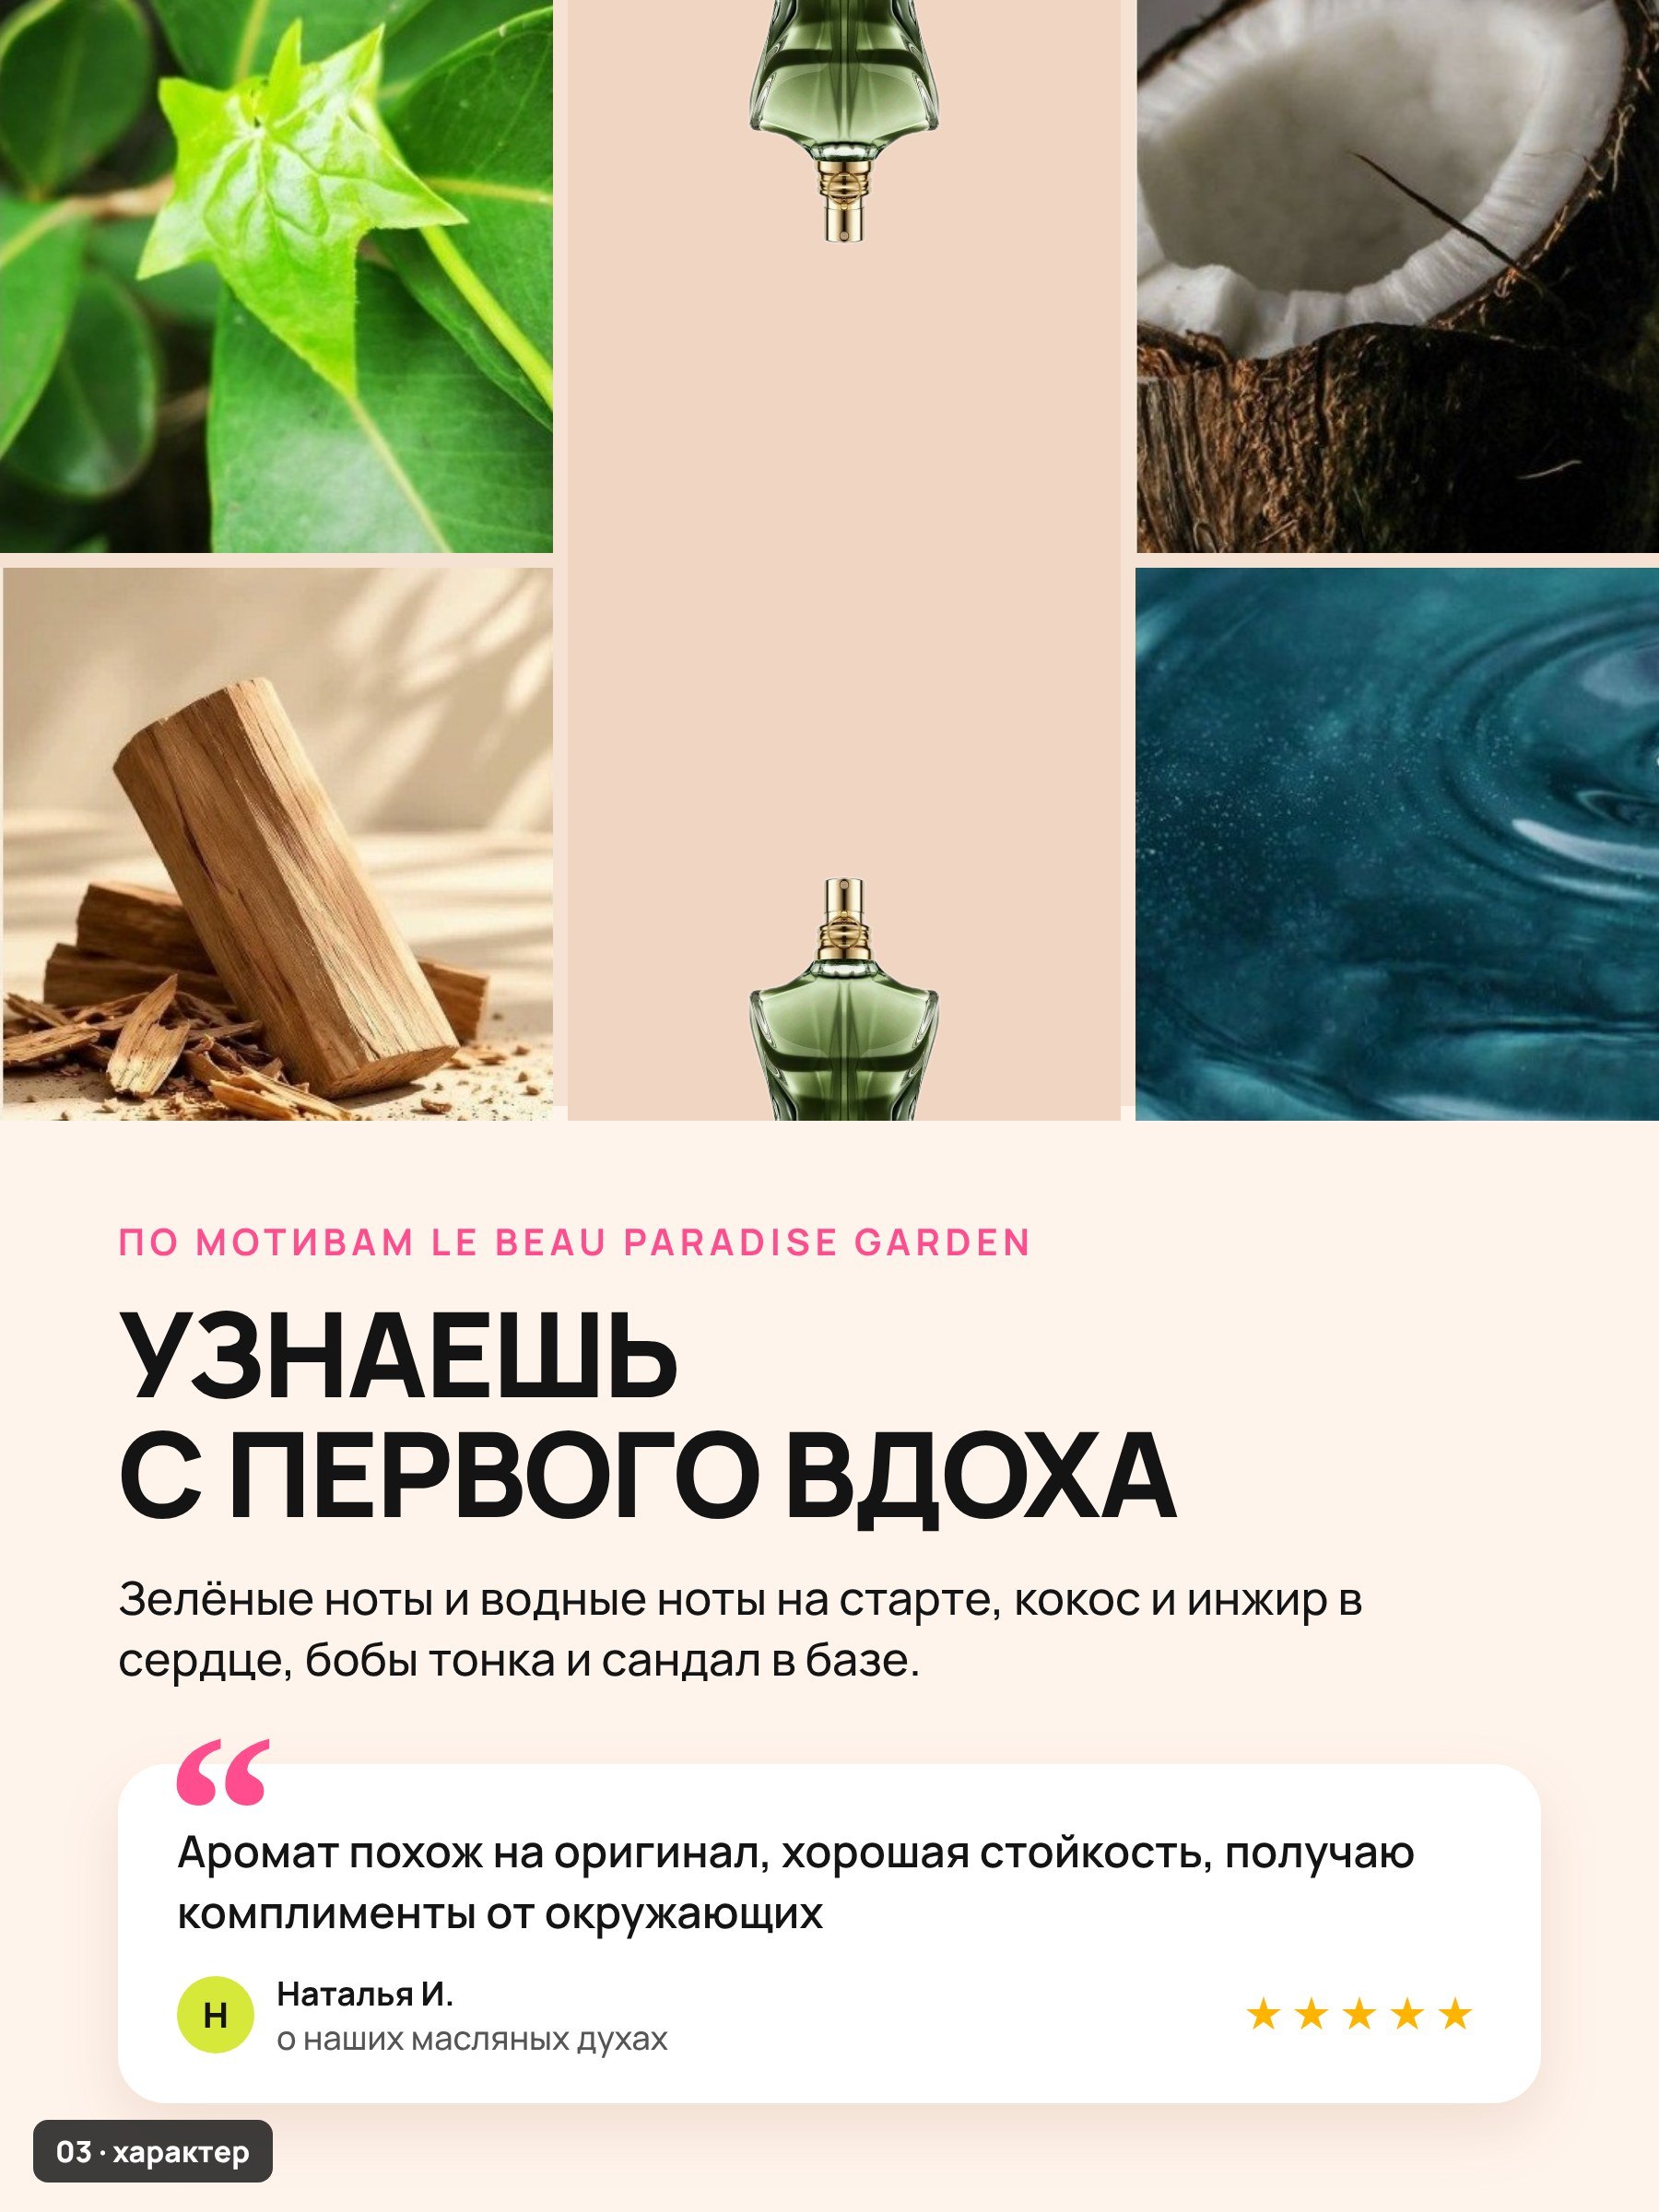 ПО МОТИВАМ LE BEAU PARADISE GARDEN
УЗНАЕШЬ
С ПЕРВОГО ВДОХА
Зелёные ноты и водные ноты на старте, кокос и инжир в
сердце, бобы тонка и сандал в базе.
“
Аромат похож на оригинал, хорошая стойкость, получаю
комплименты от окружающих
Н
Наталья И.
о наших масляных духах
★★★★★
03 · характер